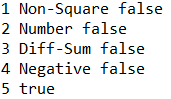 1 Non-Square false
2 Number false
3 Diff-Sum false
4 Negative false
5 true